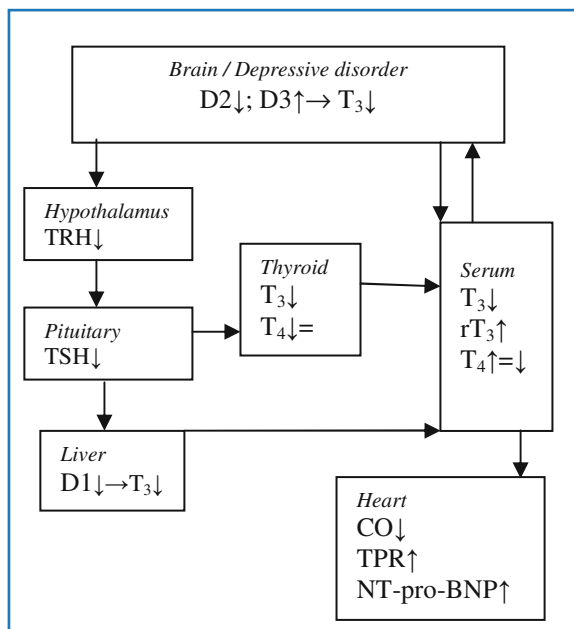 Brain / Depressive disorder
D2↓; D3↑→ T₃↓
Hypothalamus
TRH↓
Pituitary
TSH↓
Thyroid
T₃↓
T₄↓=
Serum
T₃↓
rT₃↑
T₄↑=↓
Liver
D1↓→T₃↓
Heart
CO↓
TPR↑
NT-pro-BNP↑